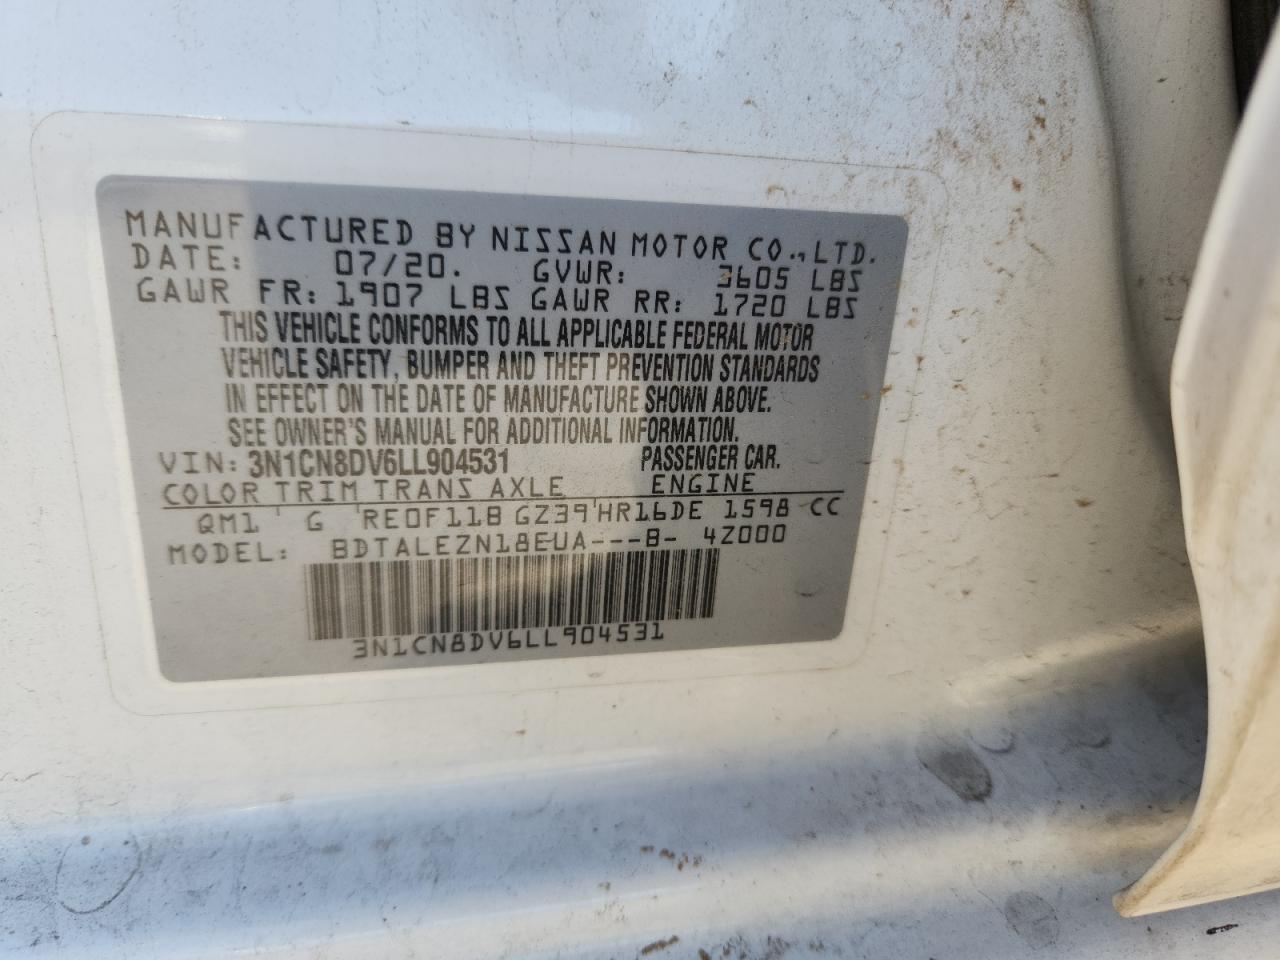 MANUFACTURED BY NISSAN MOTOR CO., LTD.
DATE: 07/20. GVWR: 3605 LBS
GAWR FR: 1907 LBS GAWR RR: 1720 LBS
THIS VEHICLE CONFORMS TO ALL APPLICABLE FEDERAL MOTOR
VEHICLE SAFETY, BUMPER AND THEFT PREVENTION STANDARDS
IN EFFECT ON THE DATE OF MANUFACTURE SHOWN ABOVE.
SEE OWNER'S MANUAL FOR ADDITIONAL INFORMATION.
VIN: 3N1CN8DV6LL904531 PASSENGER CAR.
COLOR TRIM TRANS AXLE ENGINE
QM1 ' G ' RE0F11B GZ39 ' HR16DE 1598 CC
MODEL: BDTALEZN18EUA---B- 4Z000
3N1CN8DV6LL904531